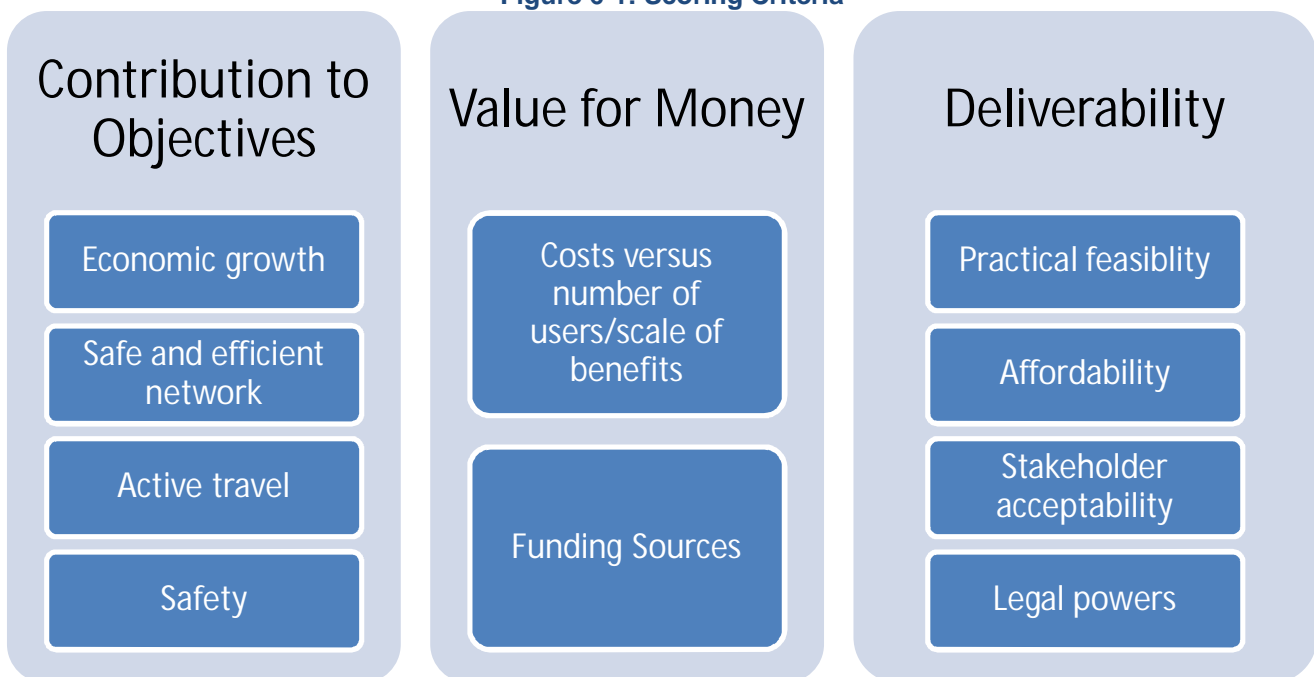 Contribution to
Objectives
Economic growth
Safe and efficient
network
Active travel
Safety
Value for Money
Costs versus
number of
users/scale of
benefits
Funding Sources
Deliverability
Practical feasiblity
Affordability
Stakeholder
acceptability
Legal powers